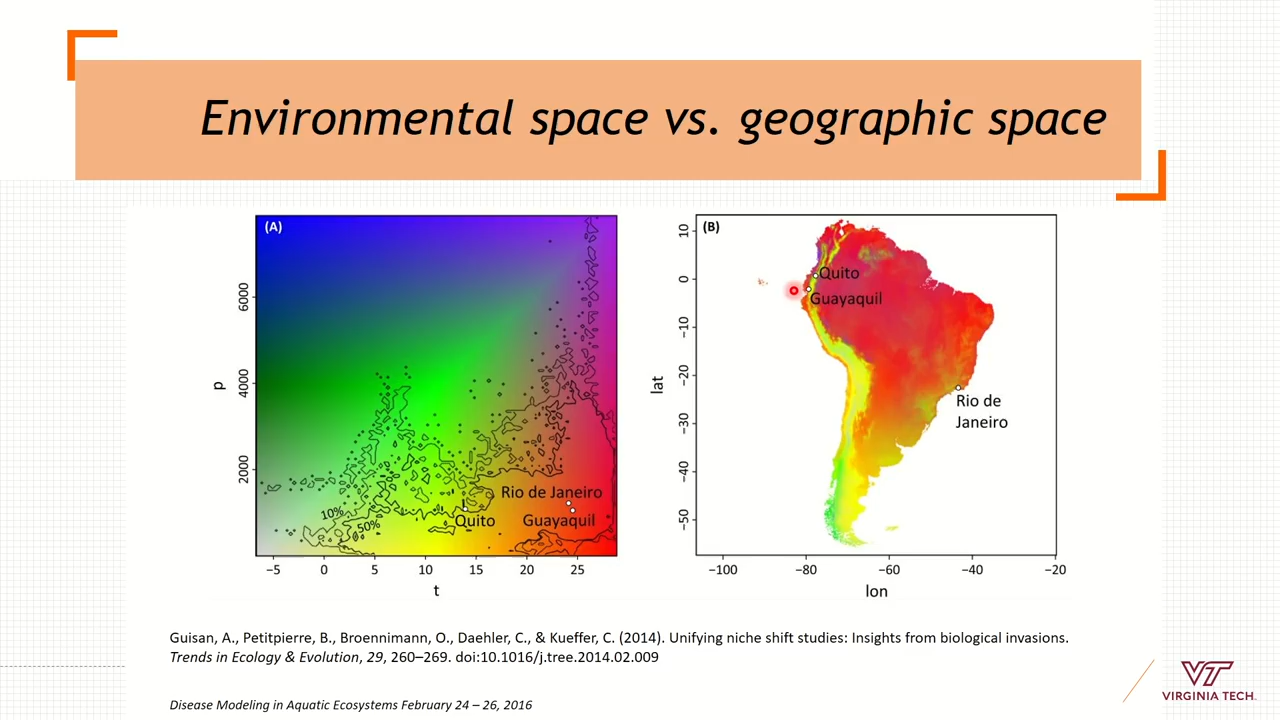 Environmental space vs. geographic space
(A)
6000
4000
2000
p
Rio de Janeiro
10%
50%
Quito
Guayaquil
−5
0
5
10
15
20
25
t
(B)
10
0
−10
−20
−30
−40
−50
lat
Quito
Guayaquil
Rio de
Janeiro
−100
−80
−60
−40
−20
lon
Guisan, A., Petitpierre, B., Broennimann, O., Daehler, C., & Kueffer, C. (2014). Unifying niche shift studies: Insights from biological invasions.
Trends in Ecology & Evolution, 29, 260–269. doi:10.1016/j.tree.2014.02.009
Disease Modeling in Aquatic Ecosystems February 24 – 26, 2016
VT
VIRGINIA TECH